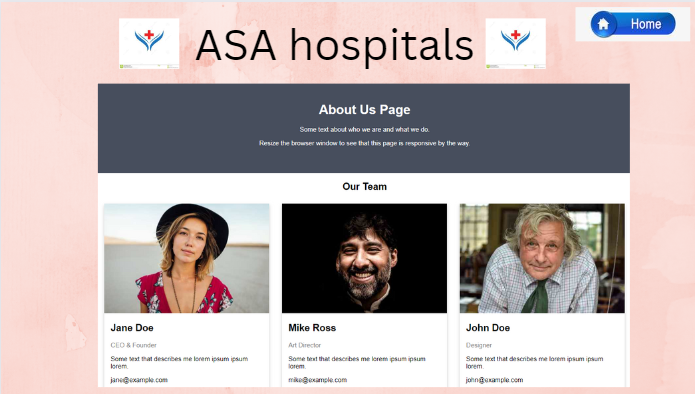 ASA hospitals
Home
About Us Page
Some text about who we are and what we do.
Resize the browser window to see that this page is responsive by the way.
Our Team
Jane Doe
CEO & Founder
Some text that describes me lorem ipsum ipsum
lorem.
jane@example.com
Mike Ross
Art Director
Some text that describes me lorem ipsum ipsum
lorem.
mike@example.com
John Doe
Designer
Some text that describes me lorem ipsum ipsum
lorem.
john@example.com